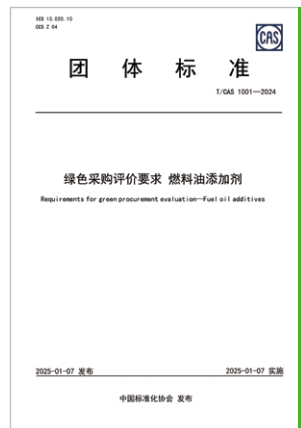 ICS 13.020.10
CCS Z 04
CAS
团体标准
T/CAS 1001—2024
绿色采购评价要求 燃料油添加剂
Requirements for green procurement evaluation—Fuel oil additives
2025-01-07 发布
2025-01-07 实施
中国标准化协会 发布